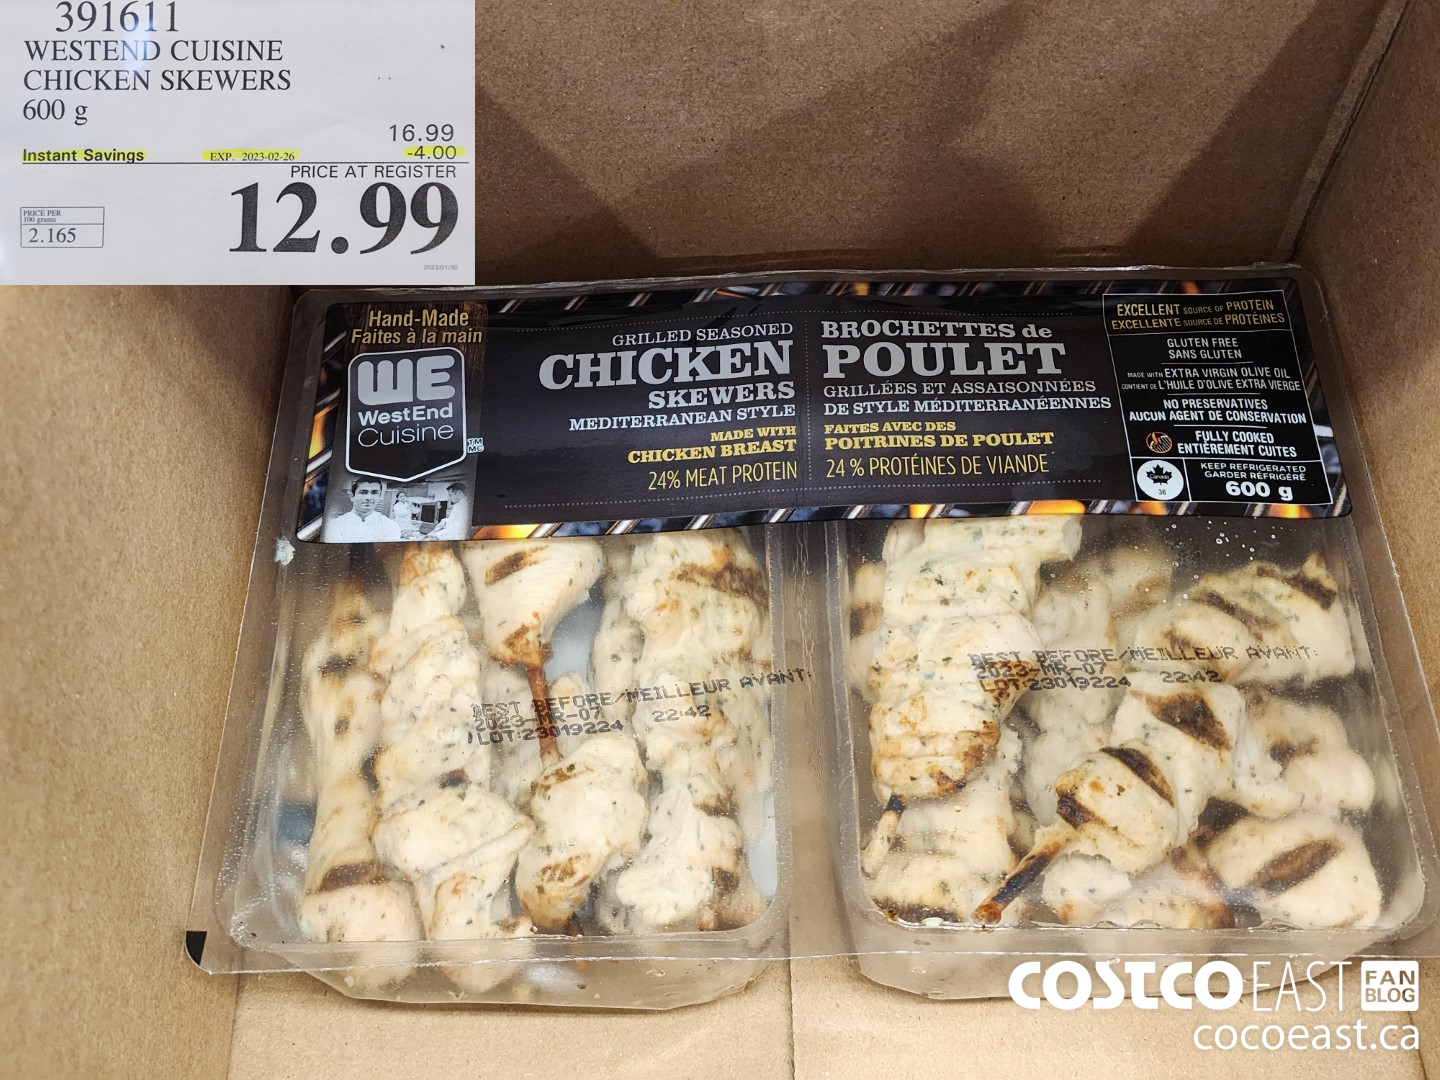 391611
WESTEND CUISINE
CHICKEN SKEWERS
600 g
16.99
Instant Savings EXP. 2023-02-26 -4.00
PRICE AT REGISTER
12.99
PRICE PER
100 grams
2.165
2023/01/30
Hand-Made
Faites à la main
WE
WestEnd
Cuisine
TM
MC
GRILLED SEASONED
CHICKEN
SKEWERS
MEDITERRANEAN STYLE
MADE WITH
CHICKEN BREAST
24% MEAT PROTEIN
BROCHETTES de
POULET
GRILLÉES ET ASSAISONNÉES
DE STYLE MÉDITERRANÉENNES
FAITES AVEC DES
POITRINES DE POULET
24 % PROTÉINES DE VIANDE
EXCELLENT SOURCE OF PROTEIN
EXCELLENTE SOURCE DE PROTÉINES
GLUTEN FREE
SANS GLUTEN
MADE WITH EXTRA VIRGIN OLIVE OIL
CONTIENT DE L'HUILE D'OLIVE EXTRA VIERGE
NO PRESERVATIVES
AUCUN AGENT DE CONSERVATION
FULLY COOKED
ENTIÈREMENT CUITES
Canada
36
KEEP REFRIGERATED
GARDER RÉFRIGÉRÉ
600 g
BEST BEFORE/MEILLEUR AVANT:
2023-MR-07 22:42
LOT:23019224
BEST BEFORE/MEILLEUR AVANT:
2023-MR-07 22:42
LOT:23019224
COSTCO EAST FAN BLOG
cocoeast.ca